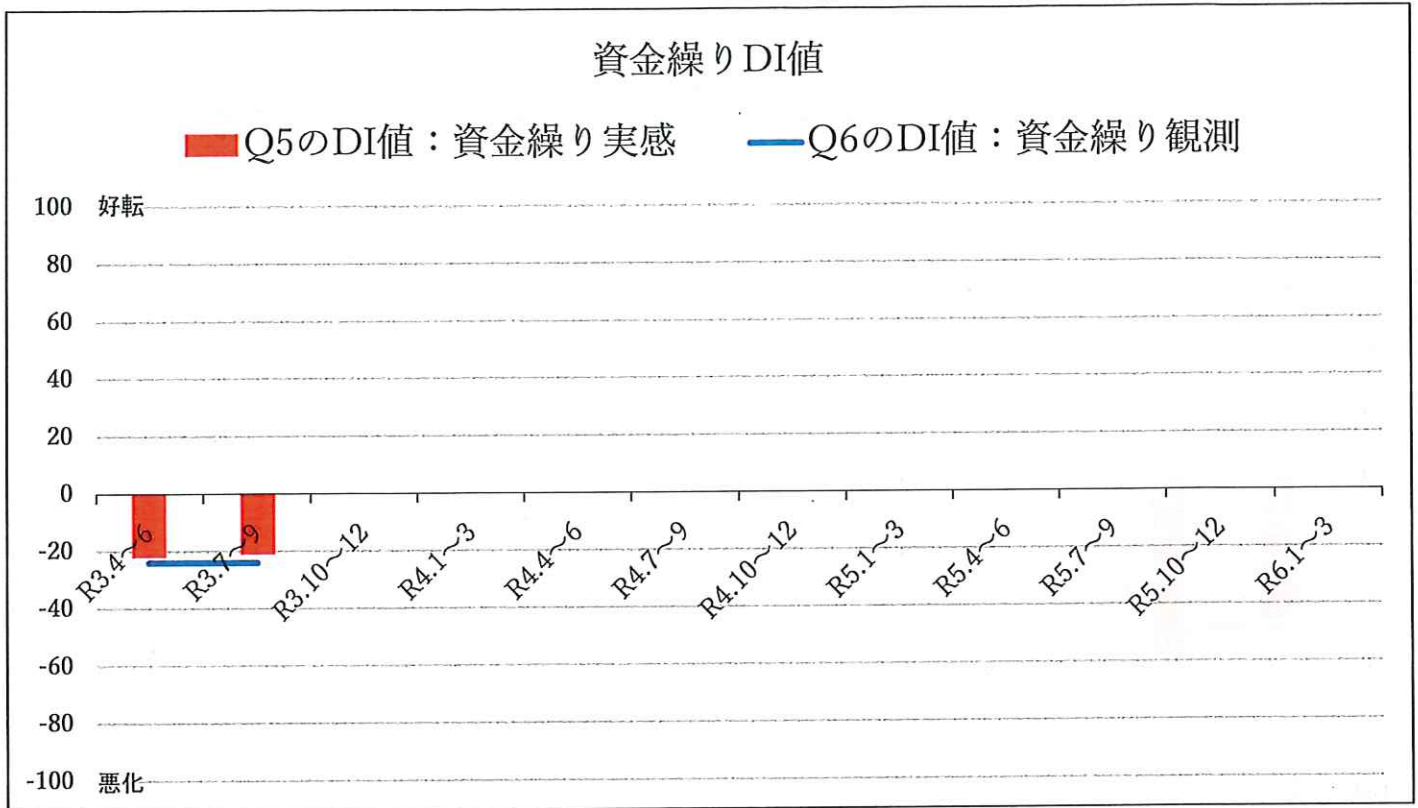 資金繰りDI値
Q5のDI値：資金繰り実感 Q6のDI値：資金繰り観測
100 好転
80
60
40
20
0
-20
-40
-60
-80
-100 悪化
R3.4～6
R3.7～9
R3.10～12
R4.1～3
R4.4～6
R4.7～9
R4.10～12
R5.1～3
R5.4～6
R5.7～9
R5.10～12
R6.1～3